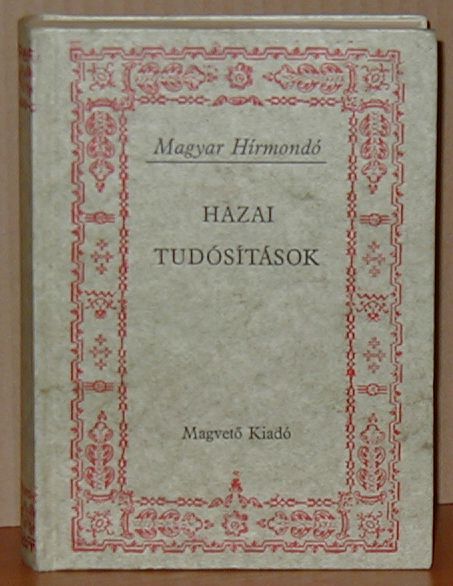 Magyar Hírmondó
HAZAI
TUDÓSÍTÁSOK
Magvető Kiadó